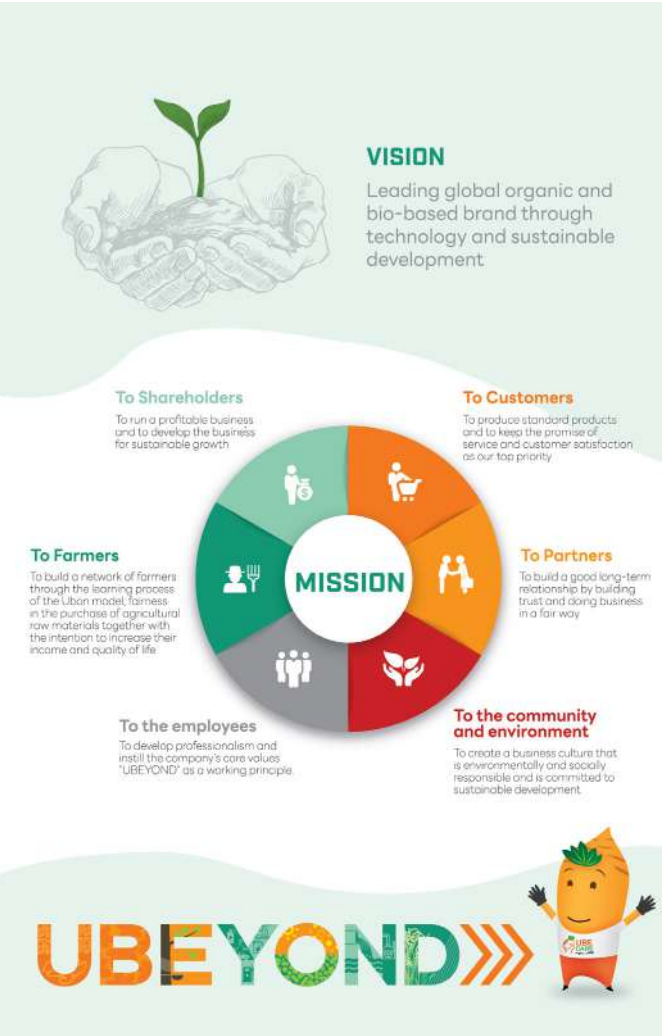 VISION
Leading global organic and
bio-based brand through
technology and sustainable
development
To Shareholders
To run a profitable business
and to develop the business
for sustainable growth
To Customers
To produce standard products
and to keep the promise of
service and customer satisfaction
as our top priority
To Farmers
To build a network of farmers
through the learning process
of the Ubon model, fairness
in the purchase of agricultural
raw materials together with
the intention to increase their
income and quality of life
MISSION
To Partners
To build a good long-term
relationship by building
trust and doing business
in a fair way
To the employees
To develop professionalism and
instill the company's core values
"UBEYOND" as a working principle.
To the community
and environment
To create a business culture that
is environmentally and socially
responsible and is committed to
sustainable development
UBEYOND
UBE
CARE